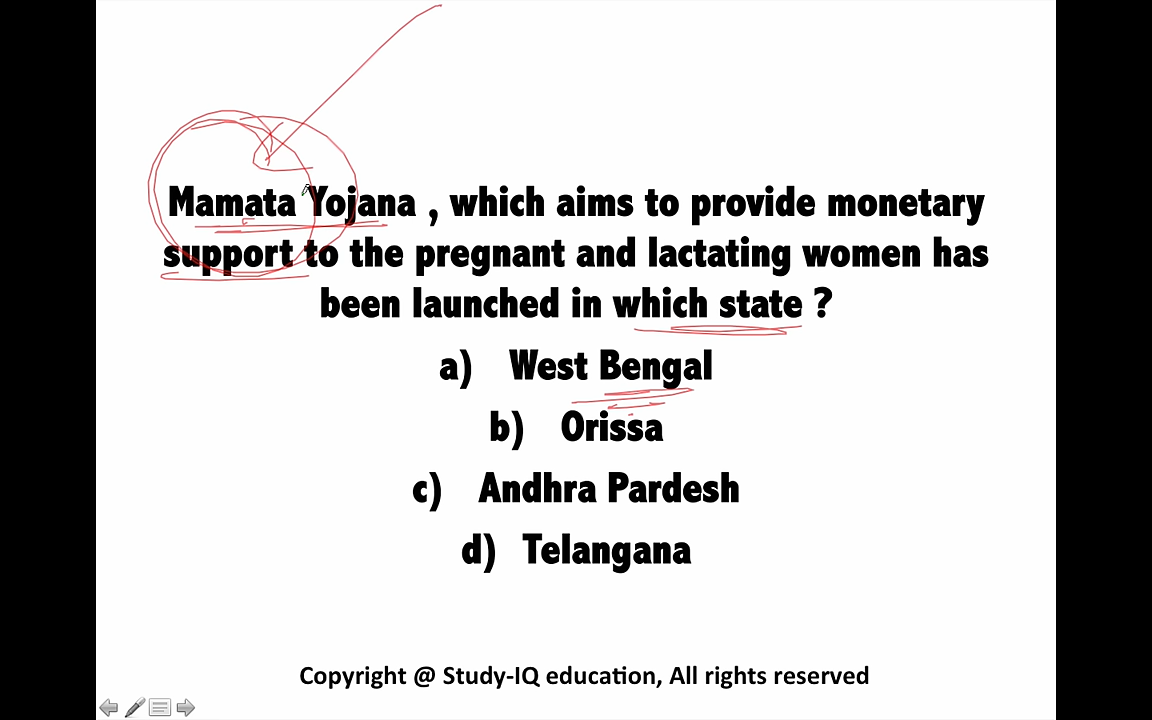 Mamata Yojana , which aims to provide monetary
support to the pregnant and lactating women has
been launched in which state ?
a) West Bengal
b) Orissa
c) Andhra Pardesh
d) Telangana
Copyright @ Study-IQ education, All rights reserved